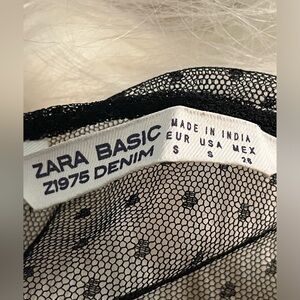 ZARA BASIC
Z1975 DENIM
MADE IN INDIA
EUR USA MEX
S S 26